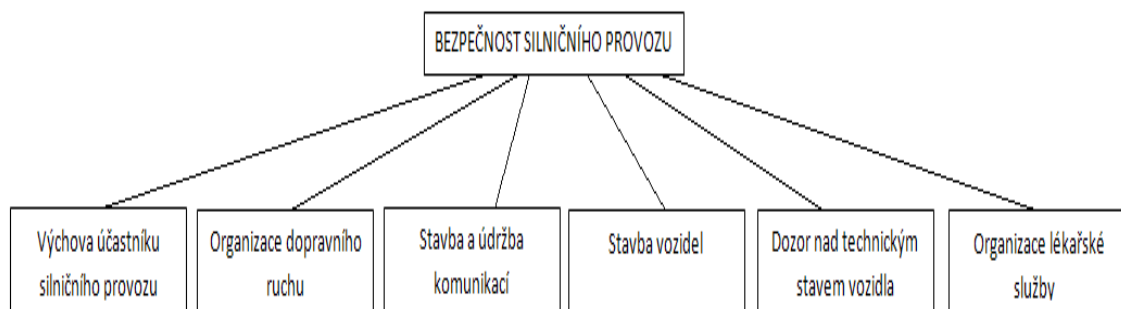 BEZPEČNOST SILNIČNÍHO PROVOZU
Výchova účastníku
silničního provozu
Organizace dopravního
ruchu
Stavba a údržba
komunikací
Stavba vozidel
Dozor nad technickým
stavem vozidla
Organizace lékařské
služby